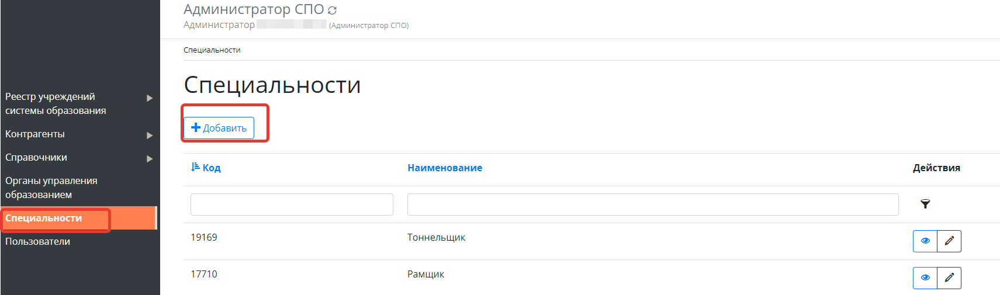 Администратор СПО
Администратор (Администратор СПО)
Специальности
Специальности
Добавить
Реестр учреждений
системы образования
Контрагенты
Справочники
Органы управления
образованием
Специальности
Пользователи
Код Наименование Действия
19169 Тоннельщик
17710 Рамщик